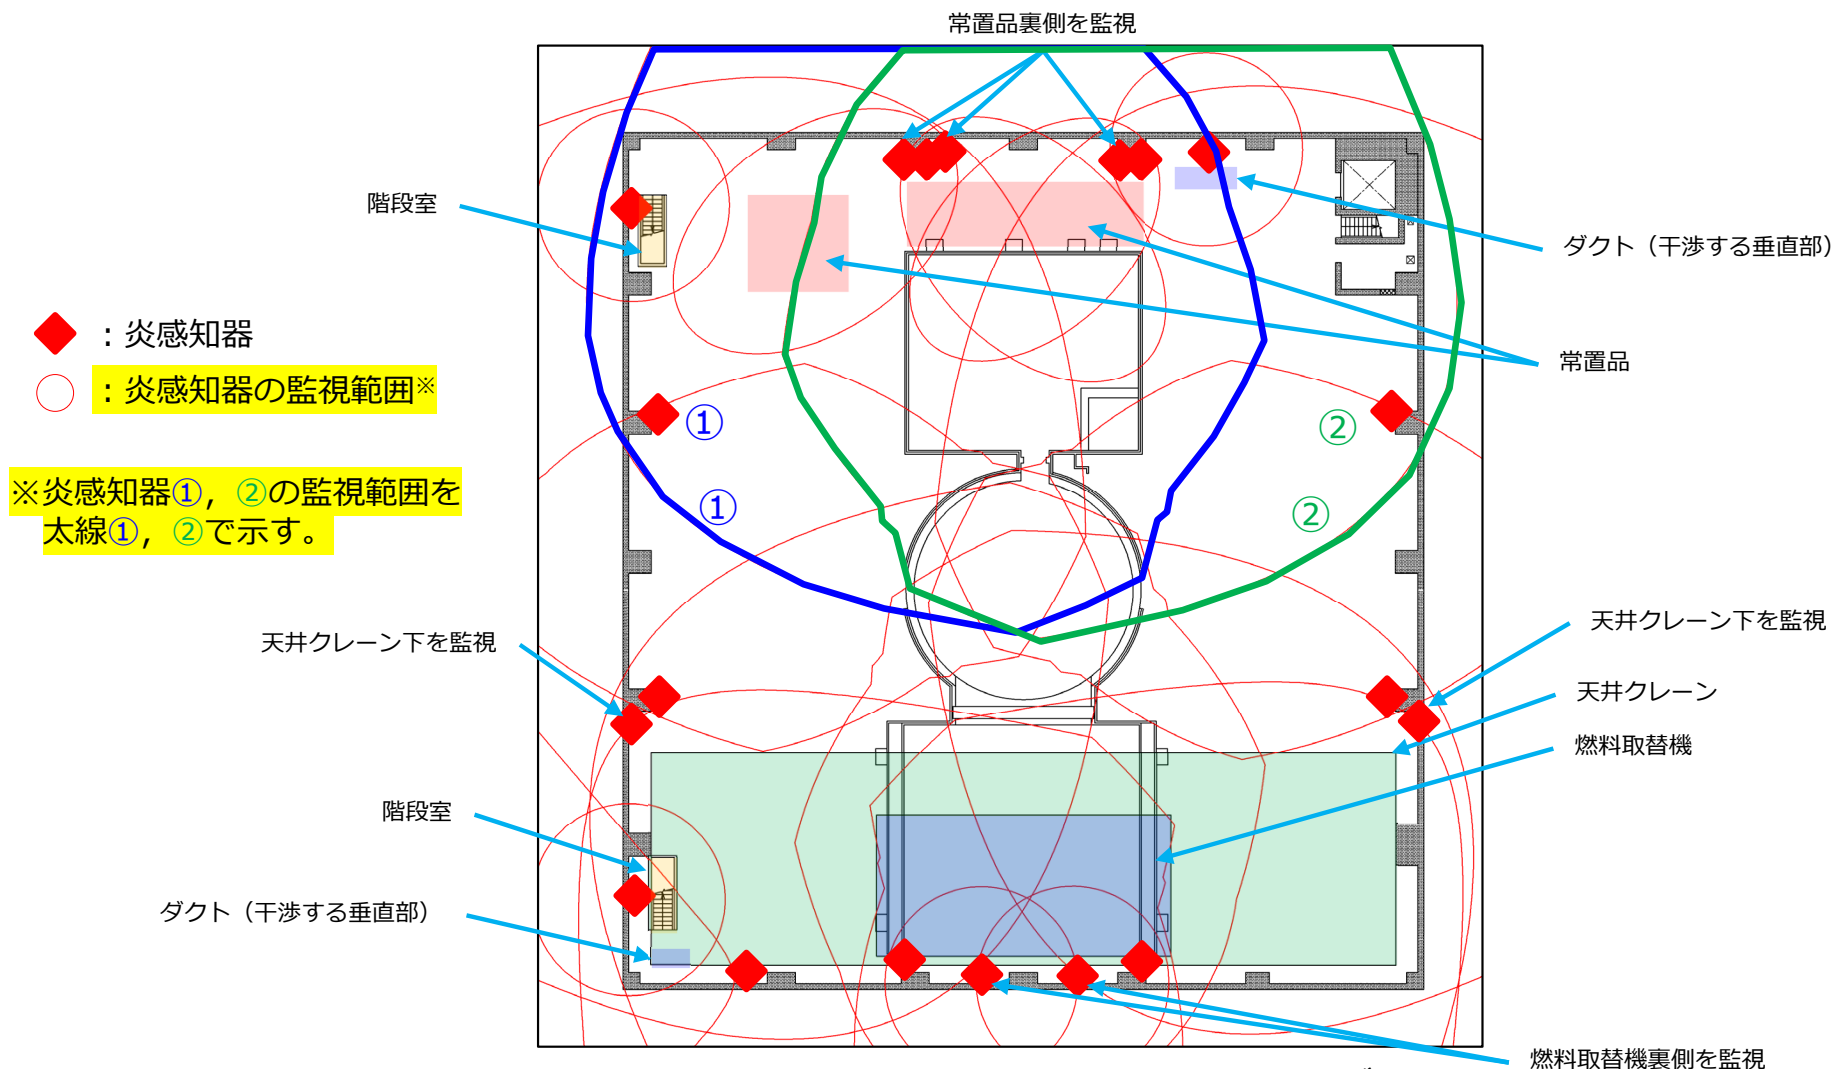 常置品裏側を監視
階段室
ダクト（干渉する垂直部）
：炎感知器
：炎感知器の監視範囲※
常置品
①
②
※炎感知器①，②の監視範囲を
太線①，②で示す。
①
②
天井クレーン下を監視
天井クレーン下を監視
天井クレーン
燃料取替機
階段室
ダクト（干渉する垂直部）
燃料取替機裏側を監視